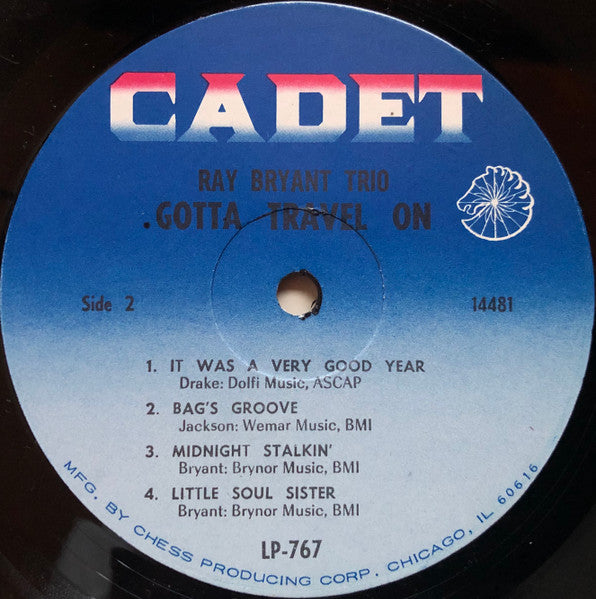 CADET
RAY BRYANT TRIO
.GOTTA TRAVEL ON
Side 2
14481
1. IT WAS A VERY GOOD YEAR
Drake: Dolfi Music, ASCAP
2. BAG'S GROOVE
Jackson: Wemar Music, BMI
3. MIDNIGHT STALKIN'
Bryant: Brynor Music, BMI
4. LITTLE SOUL SISTER
Bryant: Brynor Music, BMI
LP-767
MFG. BY CHESS PRODUCING CORP. CHICAGO, IL 60616